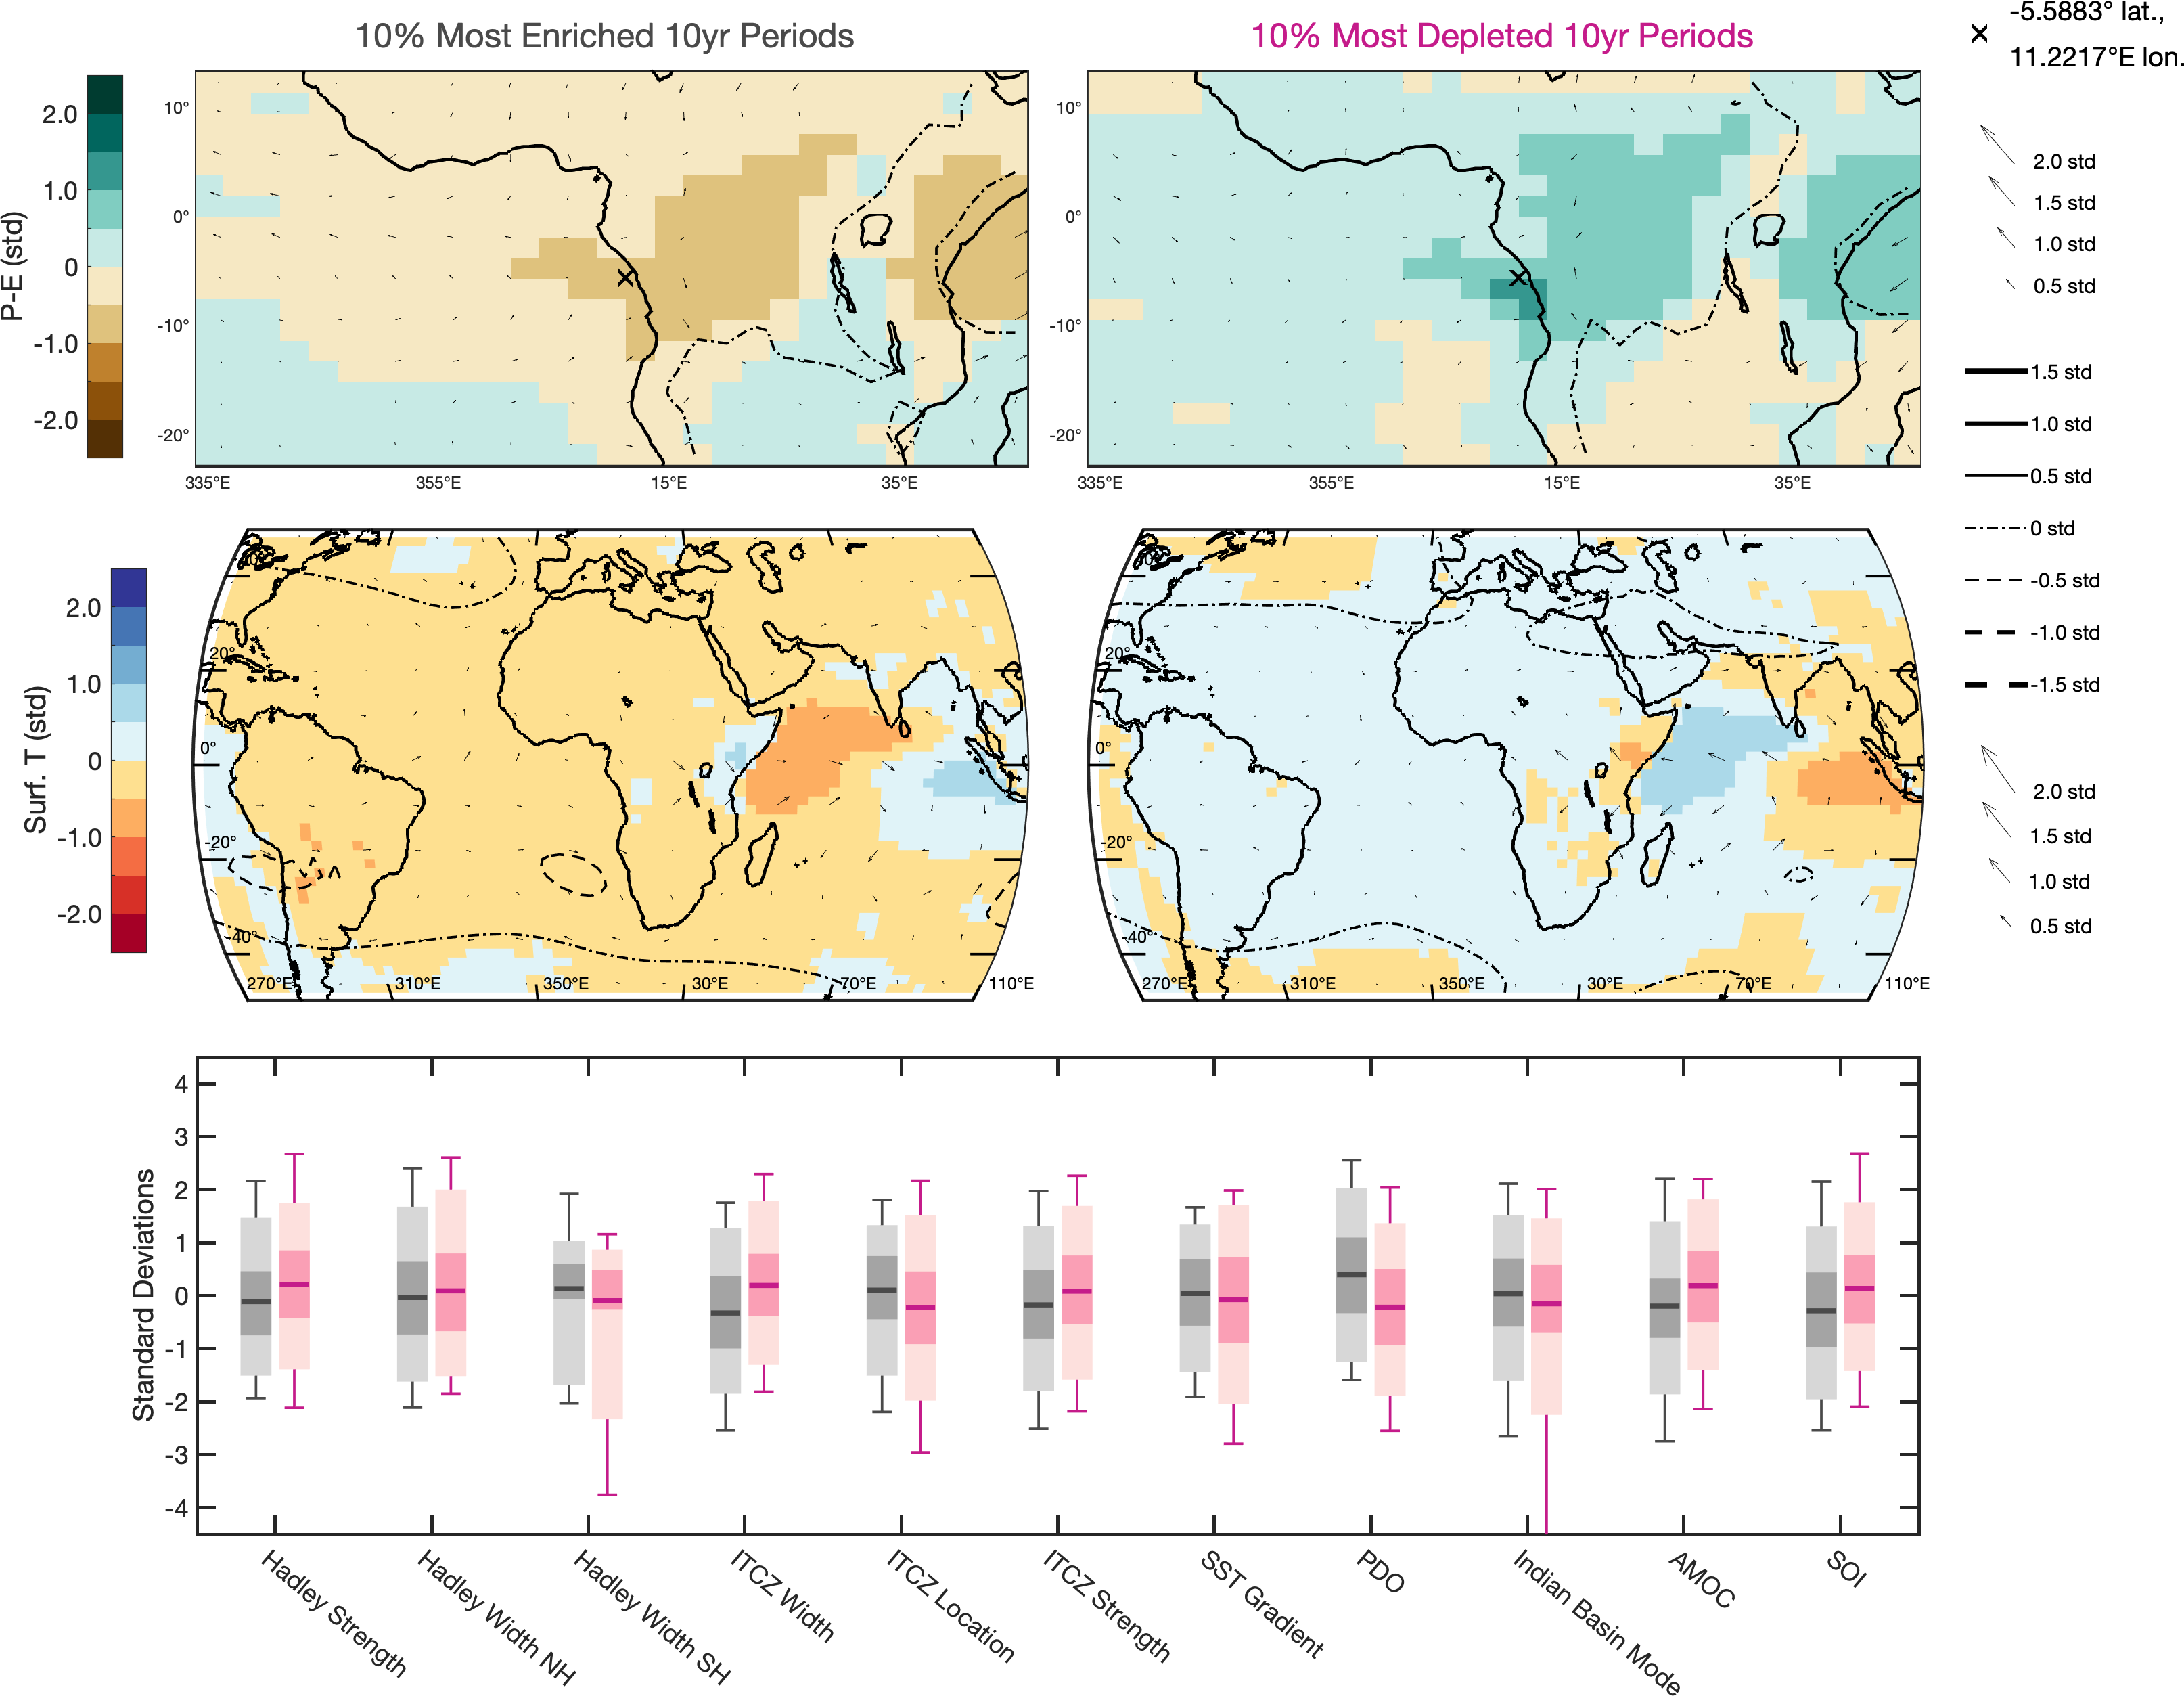 10% Most Enriched 10yr Periods
10% Most Depleted 10yr Periods
-5.5883° lat.,
11.2217°E lon.
P-E (std)
2.0
1.0
0
-1.0
-2.0
10°
0°
-10°
-20°
335°E
355°E
15°E
35°E
10°
0°
-10°
-20°
335°E
355°E
15°E
35°E
2.0 std
1.5 std
1.0 std
0.5 std
1.5 std
1.0 std
0.5 std
0 std
-0.5 std
-1.0 std
-1.5 std
2.0 std
1.5 std
1.0 std
0.5 std
Surf. T (std)
2.0
1.0
0
-1.0
-2.0
20°
0°
-20°
-40°
270°E
310°E
350°E
30°E
70°E
110°E
20°
0°
-20°
-40°
270°E
310°E
350°E
30°E
70°E
110°E
Standard Deviations
4
3
2
1
0
-1
-2
-3
-4
Hadley Strength
Hadley Width NH
Hadley Width SH
ITCZ Width
ITCZ Location
ITCZ Strength
SST Gradient
PDO
Indian Basin Mode
AMOC
SOI